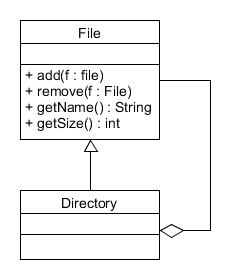 File
+ add(f : file)
+ remove(f : File)
+ getName() : String
+ getSize() : int
Directory